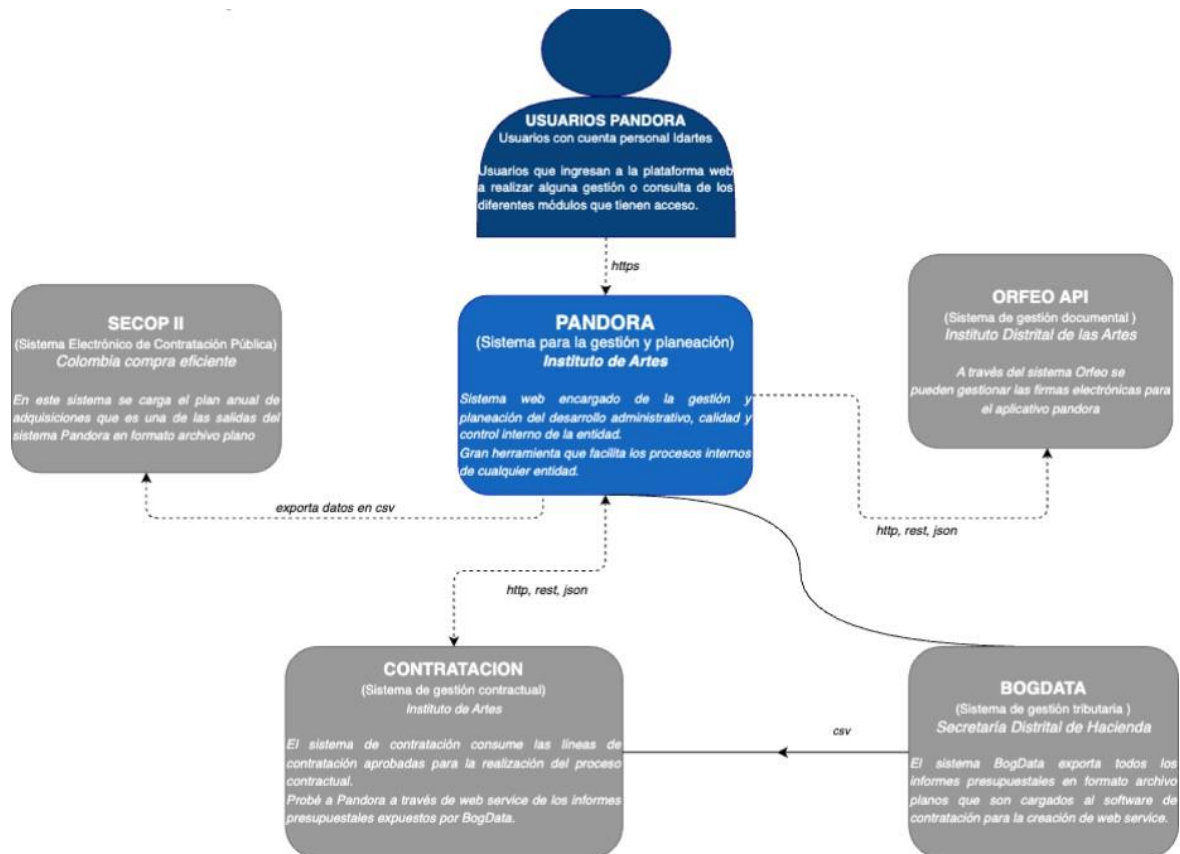 USUARIOS PANDORA
Usuarios con cuenta personal Idartes
Usuarios que ingresan a la plataforma web
a realizar alguna gestión o consulta de los
diferentes módulos que tienen acceso.
https
SECOP II
(Sistema Electrónico de Contratación Pública)
Colombia compra eficiente
En este sistema se carga el plan anual de
adquisiciones que es una de las salidas del
sistema Pandora en formato archivo plano
PANDORA
(Sistema para la gestión y planeación)
Instituto de Artes
Sistema web encargado de la gestión y
planeación del desarrollo administrativo, calidad y
control interno de la entidad.
Gran herramienta que facilita los procesos internos
de cualquier entidad.
ORFEO API
(Sistema de gestión documental )
Instituto Distrital de las Artes
A través del sistema Orfeo se
pueden gestionar las firmas electrónicas para
el aplicativo pandora
exporta datos en csv
http, rest, json
http, rest, json
CONTRATACION
(Sistema de gestión contractual)
Instituto de Artes
El sistema de contratación consume las líneas de
contratación aprobadas para la realización del proceso
contractual.
Probè a Pandora a través de web service de los informes
presupuestales expuestos por BogData.
csv
BOGDATA
(Sistema de gestión tributaria )
Secretaría Distrital de Hacienda
El sistema BogData exporta todos los
informes presupuestales en formato archivo
planos que son cargados al software de
contratación para la creación de web service.